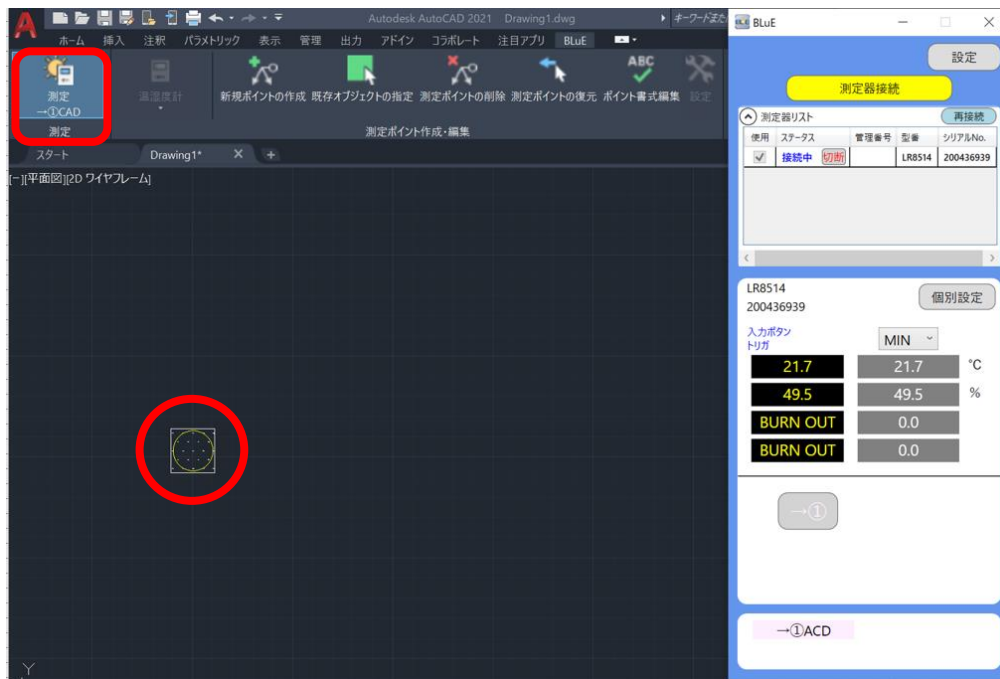 Autodesk AutoCAD 2021 Drawing1.dwg
キーワードまた
ホーム 挿入 注釈 パラメトリック 表示 管理 出力 アドイン コラボレート 注目アプリ BLuE
測定
→①CAD
温湿度計
新規ポイントの作成 既存オブジェクトの指定 測定ポイントの削除 測定ポイントの復元 ポイント書式編集 設定
ABC
測定
測定ポイント作成・編集
スタート Drawing1*
[−][平面図][2D ワイヤフレーム]
Y
BLuE
設定
測定器接続
測定器リスト 再接続
使用 ステータス 管理番号 型番 シリアルNo.
接続中 切断 LR8514 200436939
LR8514
200436939
個別設定
入力ボタン
トリガ
MIN
21.7 21.7 °C
49.5 49.5 %
BURN OUT 0.0
BURN OUT 0.0
→①
→①ACD